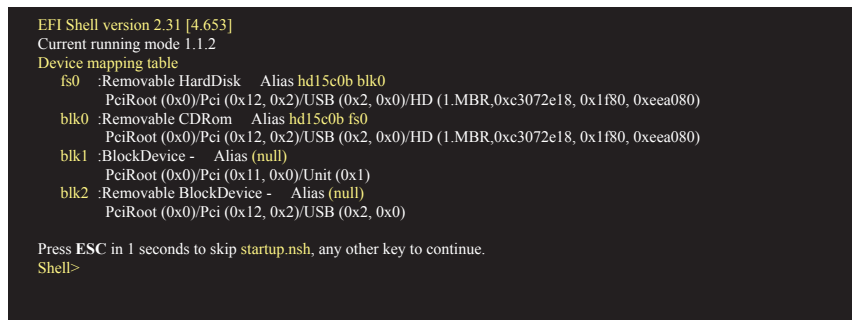 EFI Shell version 2.31 [4.653]
Current running mode 1.1.2
Device mapping table
fs0 :Removable HardDisk Alias hd15c0b blk0
PciRoot (0x0)/Pci (0x12, 0x2)/USB (0x2, 0x0)/HD (1.MBR,0xc3072e18, 0x1f80, 0xeea080)
blk0 :Removable CDRom Alias hd15c0b fs0
PciRoot (0x0)/Pci (0x12, 0x2)/USB (0x2, 0x0)/HD (1.MBR,0xc3072e18, 0x1f80, 0xeea080)
blk1 :BlockDevice - Alias (null)
PciRoot (0x0)/Pci (0x11, 0x0)/Unit (0x1)
blk2 :Removable BlockDevice - Alias (null)
PciRoot (0x0)/Pci (0x12, 0x2)/USB (0x2, 0x0)
Press ESC in 1 seconds to skip startup.nsh, any other key to continue.
Shell>